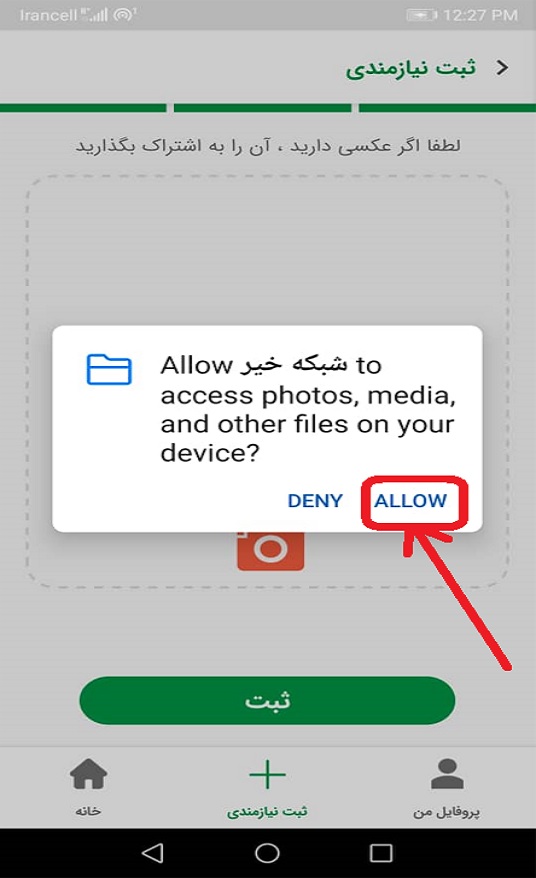 Irancell 12:27 PM
ثبت نیازمندی
لطفا اگر عکسی دارید ، آن را به اشتراک بگذارید
Allow شبکه خیر to
access photos, media,
and other files on your
device?
DENY ALLOW
ثبت
پروفایل من ثبت نیازمندی خانه